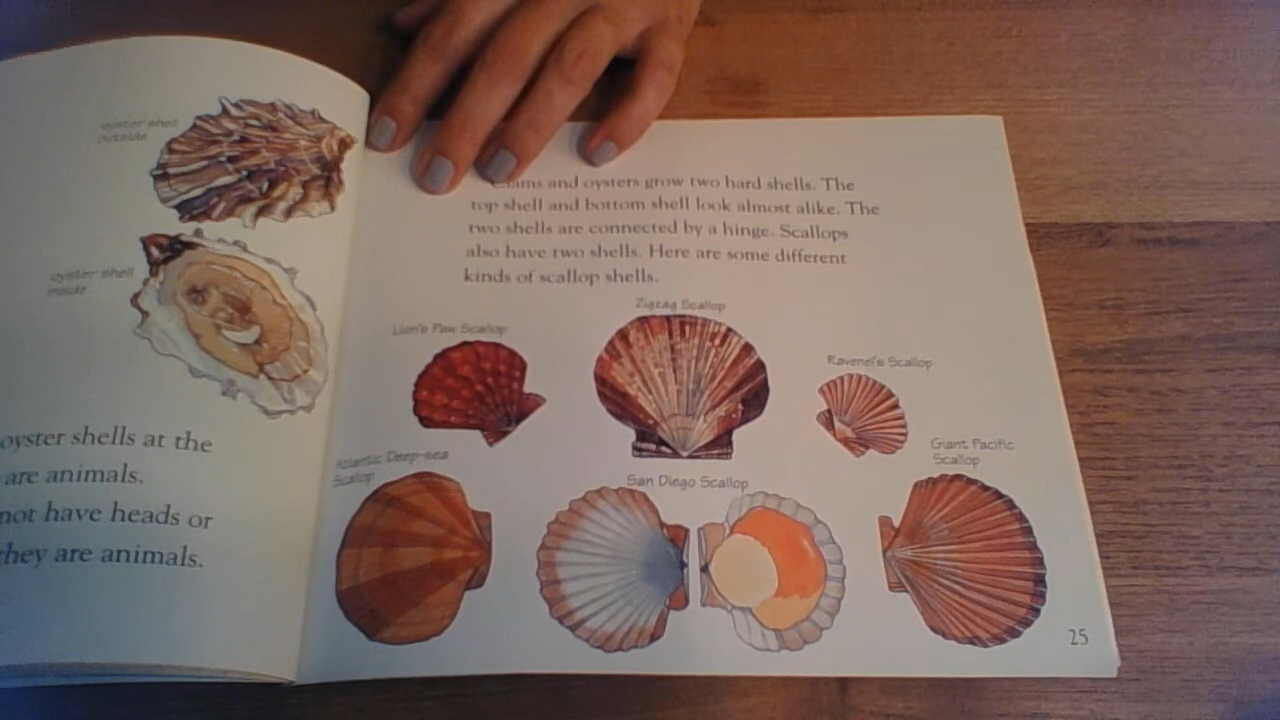 oyster shell
outside
oyster shell
inside
oyster shells at the
are animals.
not have heads or
they are animals.
Clams and oysters grow two hard shells. The
top shell and bottom shell look almost alike. The
two shells are connected by a hinge. Scallops
also have two shells. Here are some different
kinds of scallop shells.
Zigzag Scallop
Lion's Paw Scallop
Ravenel's Scallop
Atlantic Deep-sea
Scallop
San Diego Scallop
Giant Pacific
Scallop
25